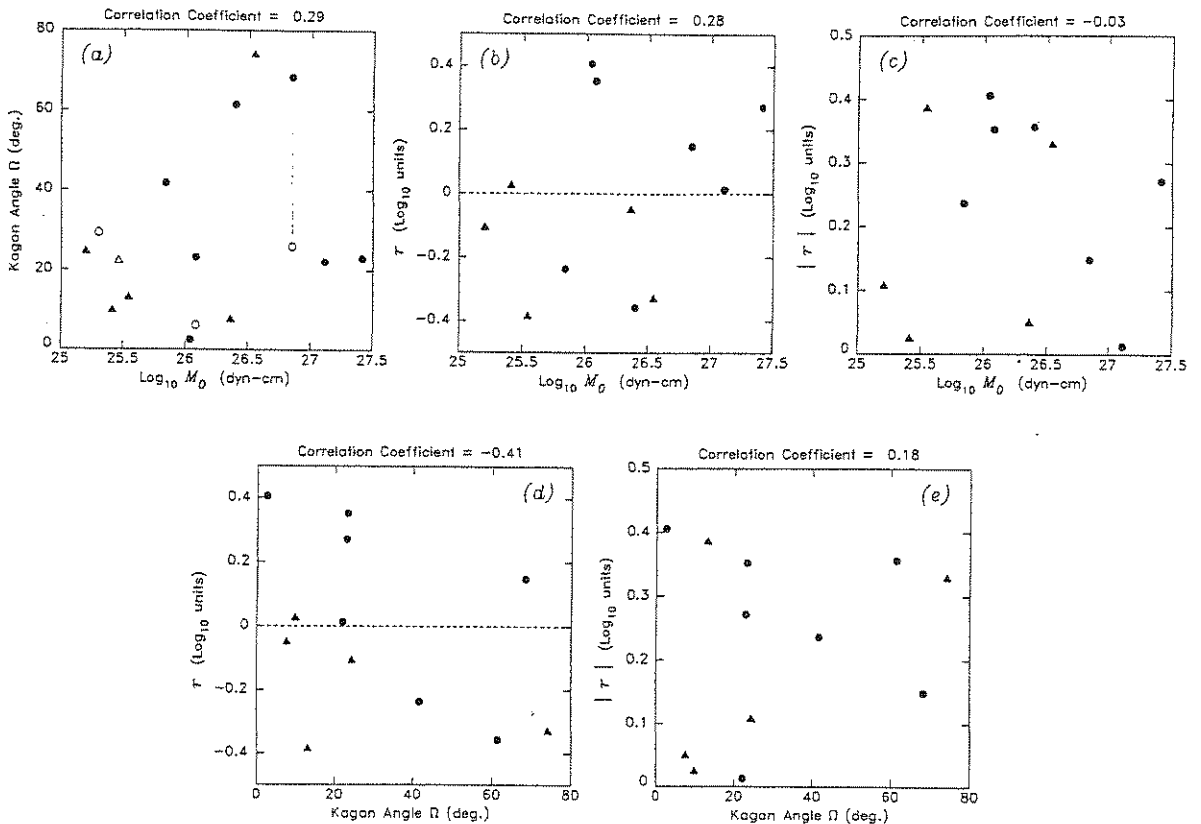 Correlation Coefficient = 0.29
(a)
80
60
40
20
0
Kagan Angle Ω (deg.)
25 25.5 26 26.5 27 27.5
Log10 M0 (dyn-cm)
Correlation Coefficient = 0.28
(b)
0.4
0.2
0
-0.2
-0.4
r (Log10 units)
25 25.5 26 26.5 27 27.5
Log10 M0 (dyn-cm)
Correlation Coefficient = -0.03
(c)
0.5
0.4
0.3
0.2
0.1
0
| r | (Log10 units)
25 25.5 26 26.5 27 27.5
Log10 M0 (dyn-cm)
Correlation Coefficient = -0.41
(d)
0.4
0.2
0
-0.2
-0.4
r (Log10 units)
0 20 40 60 80
Kagan Angle Ω (deg.)
Correlation Coefficient = 0.18
(e)
0.5
0.4
0.3
0.2
0.1
0
| r | (Log10 units)
0 20 40 60 80
Kagan Angle Ω (deg.)